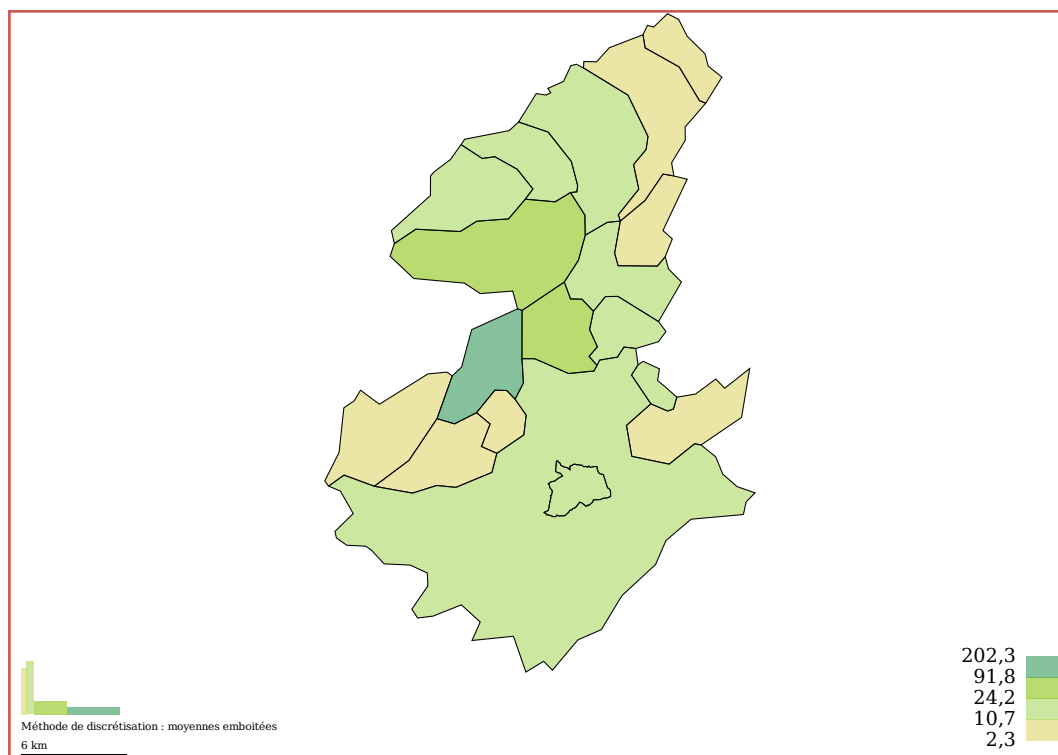 202,3
91,8
24,2
10,7
2,3
Méthode de discrétisation : moyennes emboitées
6 km